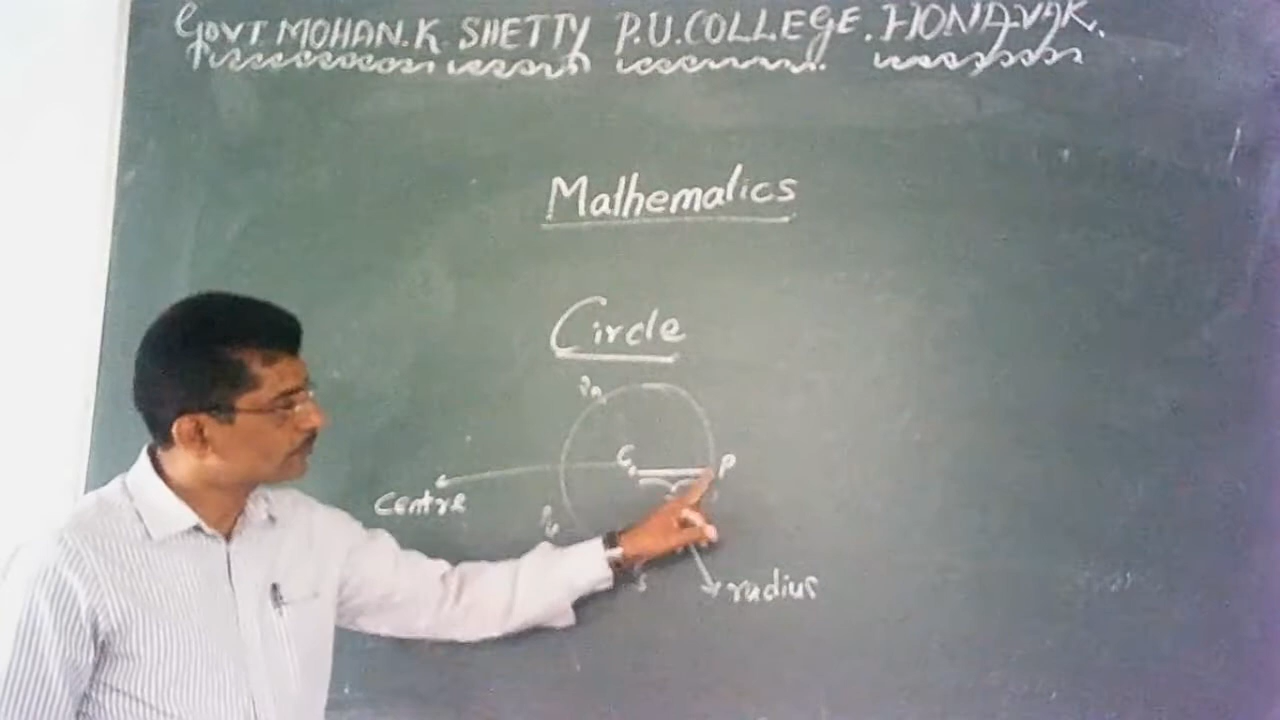 GOVT MOHAN.K. SHETTY P.U.COLLEGE. HONAVAR.
Mathematics
Circle
C
P
Centre
radius